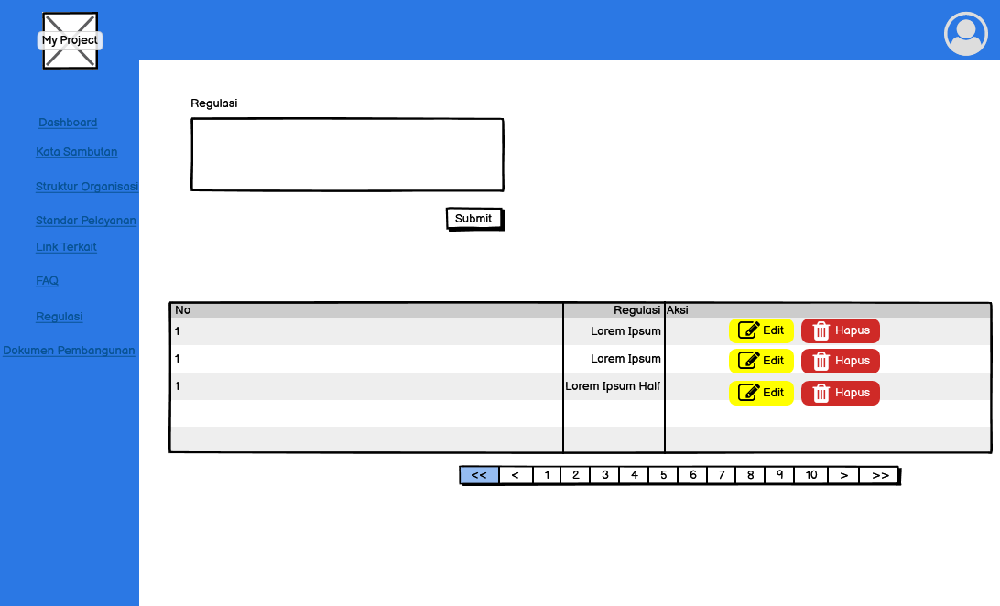 My Project
Dashboard
Kata Sambutan
Struktur Organisasi
Standar Pelayanan
Link Terkait
FAQ
Regulasi
Dokumen Pembangunan
Regulasi
Submit
No Regulasi Aksi
1 Lorem Ipsum Edit Hapus
1 Lorem Ipsum Edit Hapus
1 Lorem Ipsum Half Edit Hapus
<< < 1 2 3 4 5 6 7 8 9 10 > >>